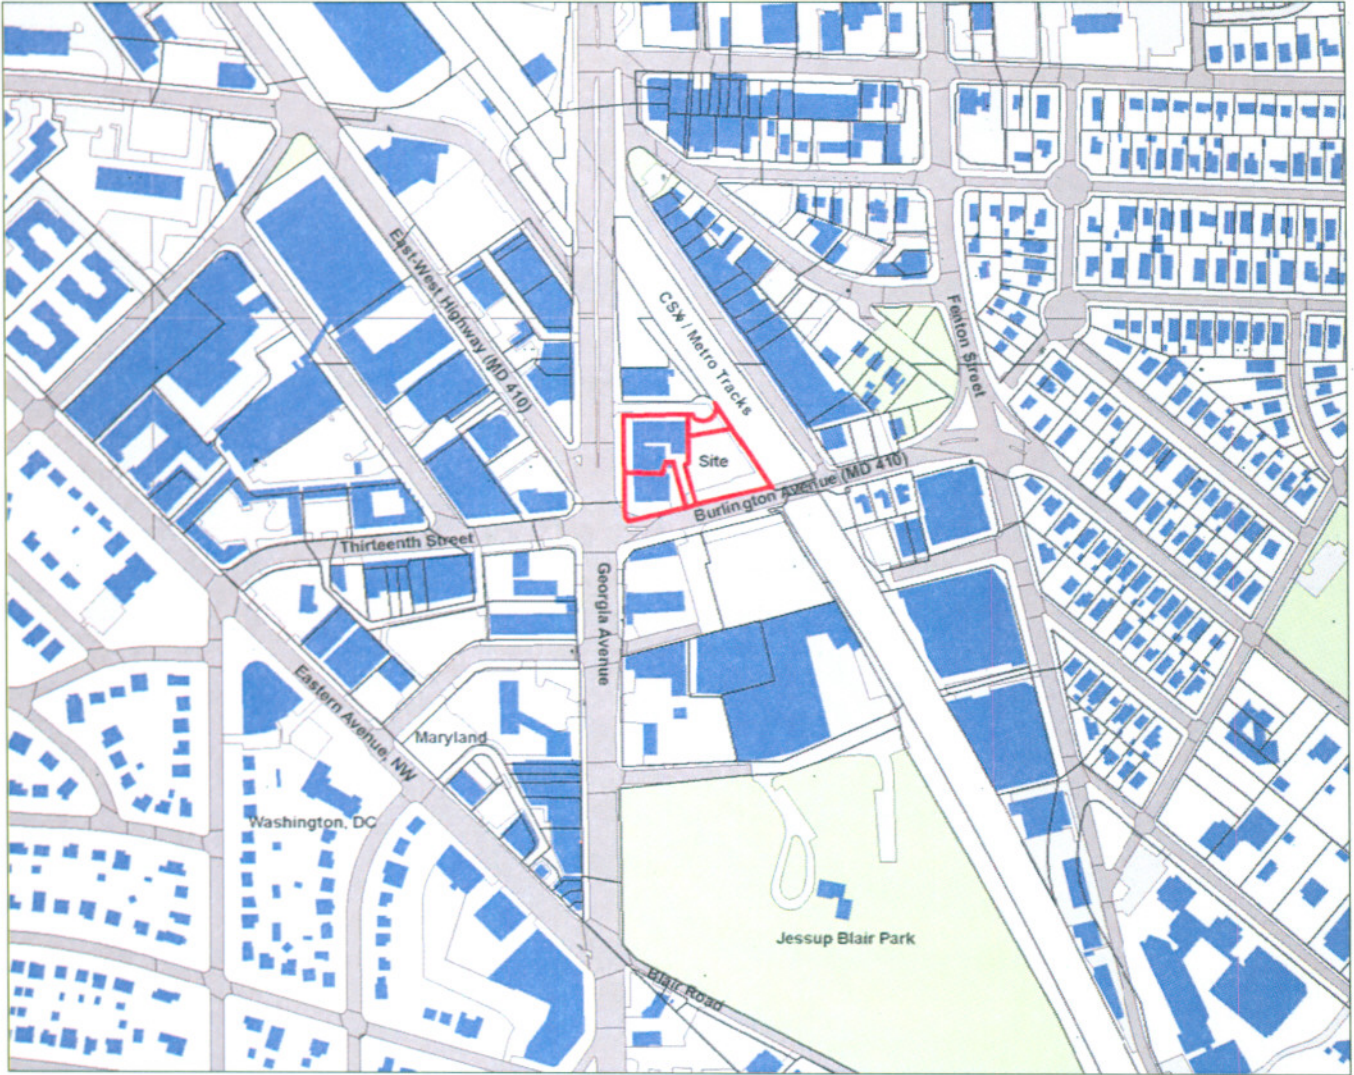 East-West Highway (MD 410)
CSX / Metro Tracks
Fenton Street
Site
Burlington Avenue (MD 410)
Thirteenth Street
Georgia Avenue
Eastern Avenue, NW
Maryland
Washington, DC
Jessup Blair Park
Blair Road